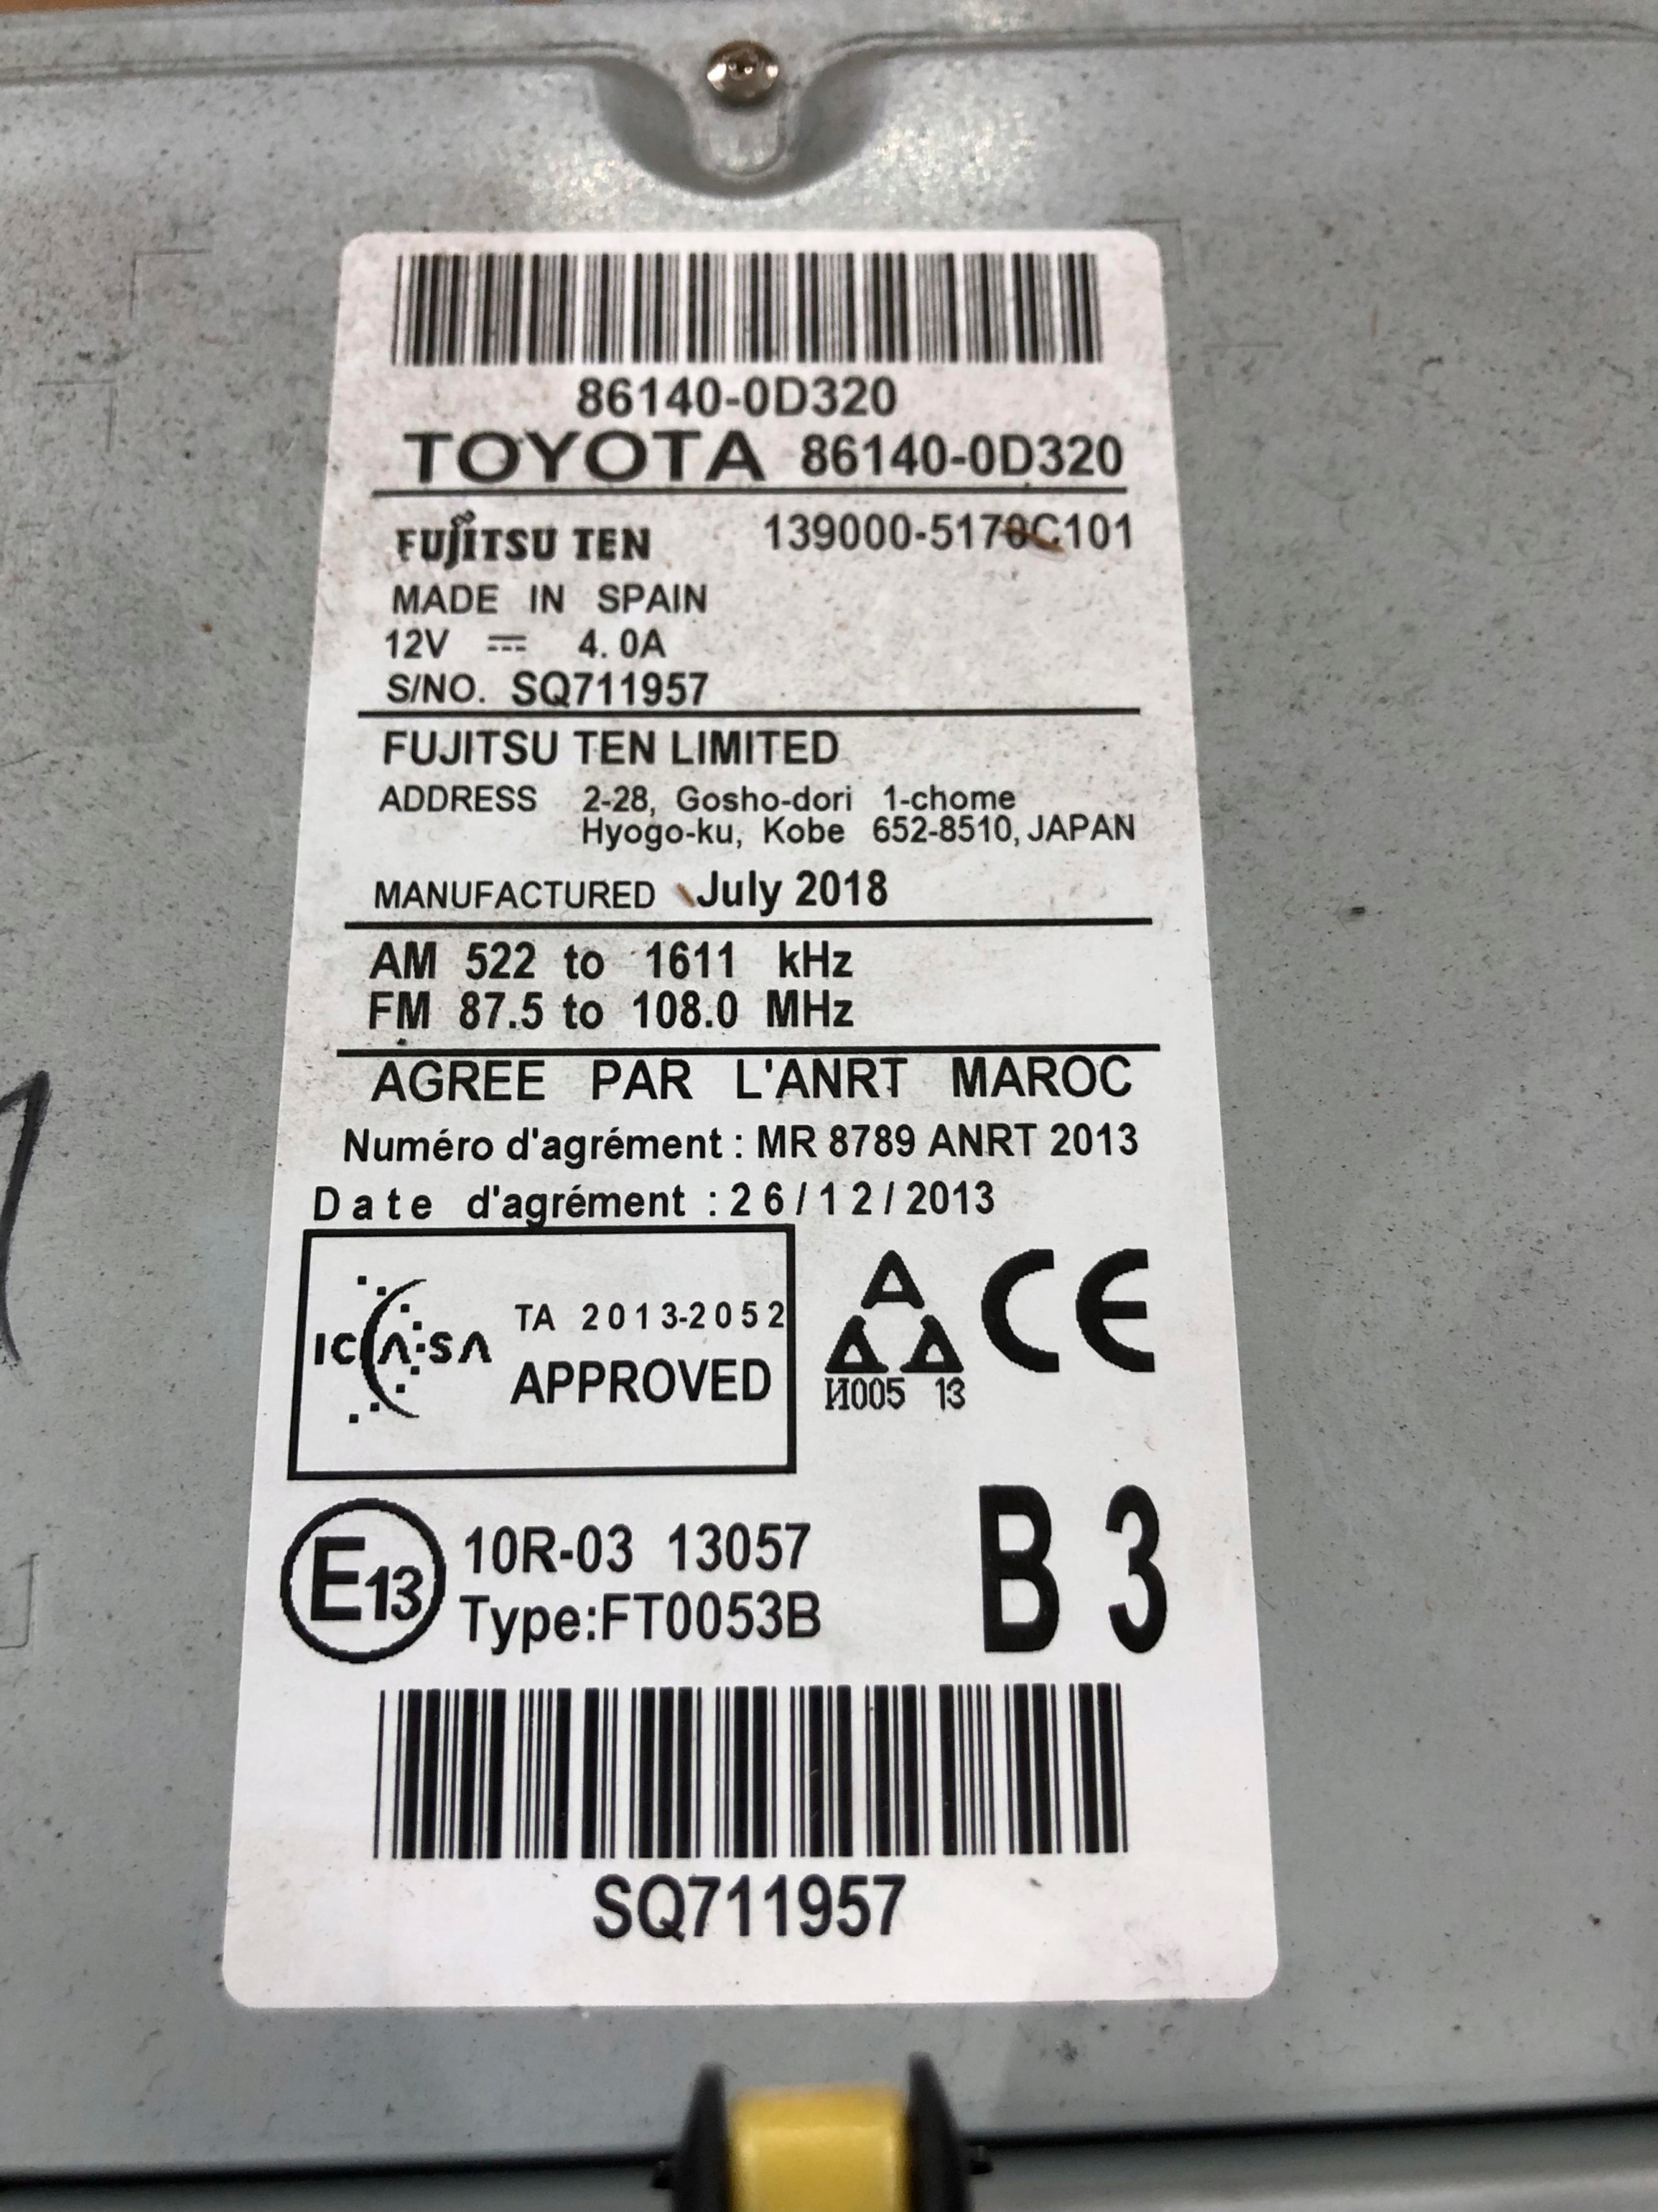 86140-0D320
TOYOTA 86140-0D320
FUJITSU TEN 139000-5170C101
MADE IN SPAIN
12V ⎓ 4.0A
S/NO. SQ711957
FUJITSU TEN LIMITED
ADDRESS 2-28, Gosho-dori 1-chome
Hyogo-ku, Kobe 652-8510, JAPAN
MANUFACTURED July 2018
AM 522 to 1611 kHz
FM 87.5 to 108.0 MHz
AGREE PAR L'ANRT MAROC
Numéro d'agrément : MR 8789 ANRT 2013
Date d'agrément : 26/12/2013
ICASA TA 2013-2052
APPROVED
CE
И005 13
E13 10R-03 13057
Type:FT0053B
B 3
SQ711957